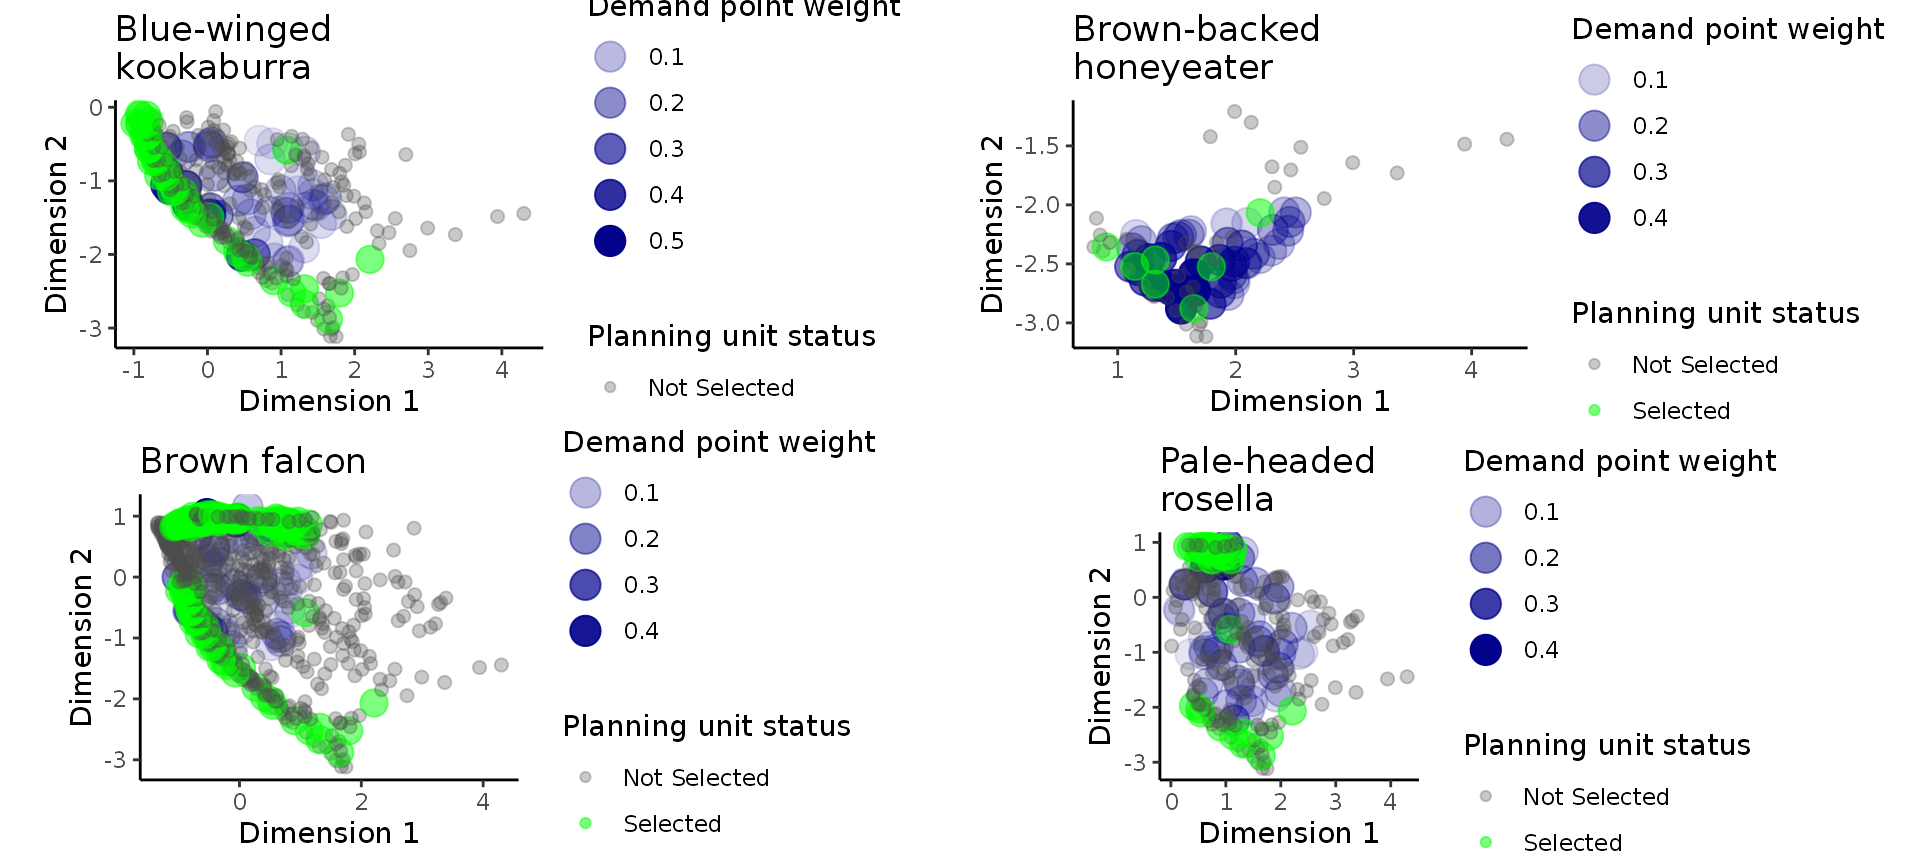 Blue-winged
kookaburra
0
-1
-2
-3
Dimension 2
-1 0 1 2 3 4
Dimension 1
Demand point weight
0.1
0.2
0.3
0.4
0.5
Planning unit status
Not Selected
Brown-backed
honeyeater
-1.5
-2.0
-2.5
-3.0
Dimension 2
1 2 3 4
Dimension 1
Demand point weight
0.1
0.2
0.3
0.4
Planning unit status
Not Selected
Selected
Brown falcon
1
0
-1
-2
-3
Dimension 2
0 2 4
Dimension 1
Demand point weight
0.1
0.2
0.3
0.4
Planning unit status
Not Selected
Selected
Pale-headed
rosella
1
0
-1
-2
-3
Dimension 2
0 1 2 3 4
Dimension 1
Demand point weight
0.1
0.2
0.3
0.4
Planning unit status
Not Selected
Selected